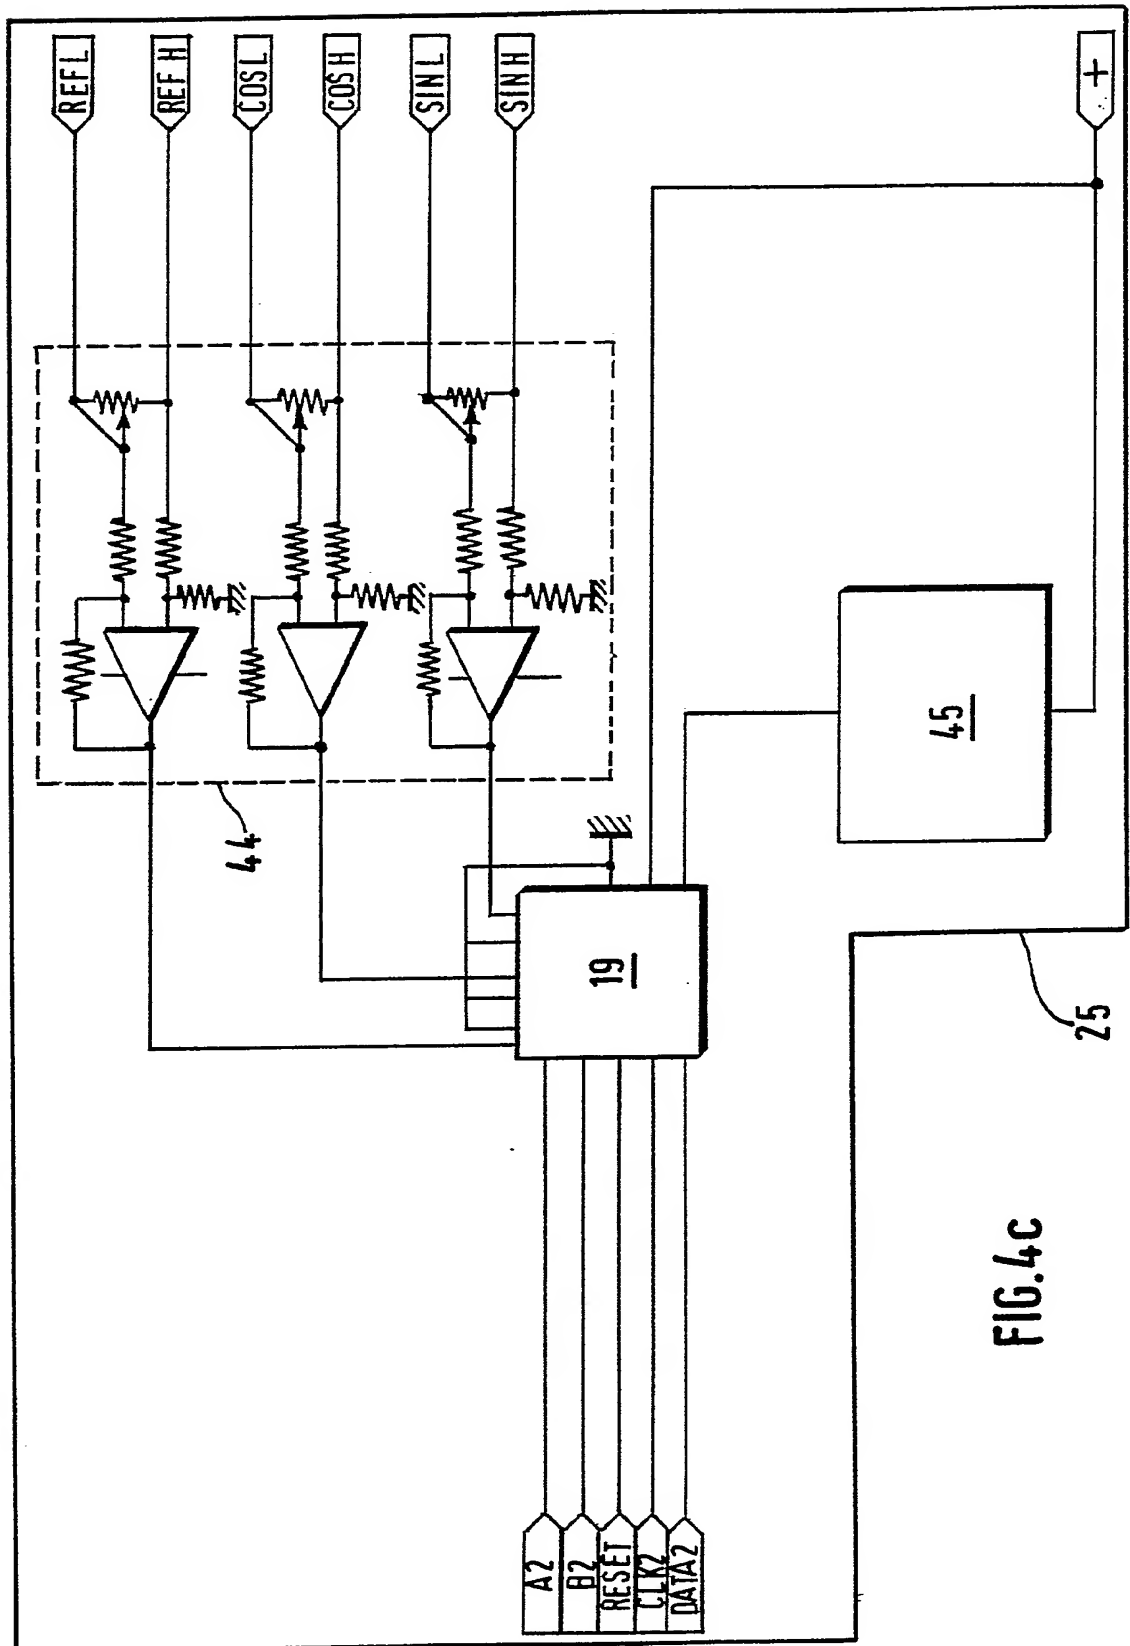 REF L
REF H
COS L
COS H
SIN L
SIN H
+
44
45
19
25
A2
B2
RESET
CLK2
DATA2
FIG.4c